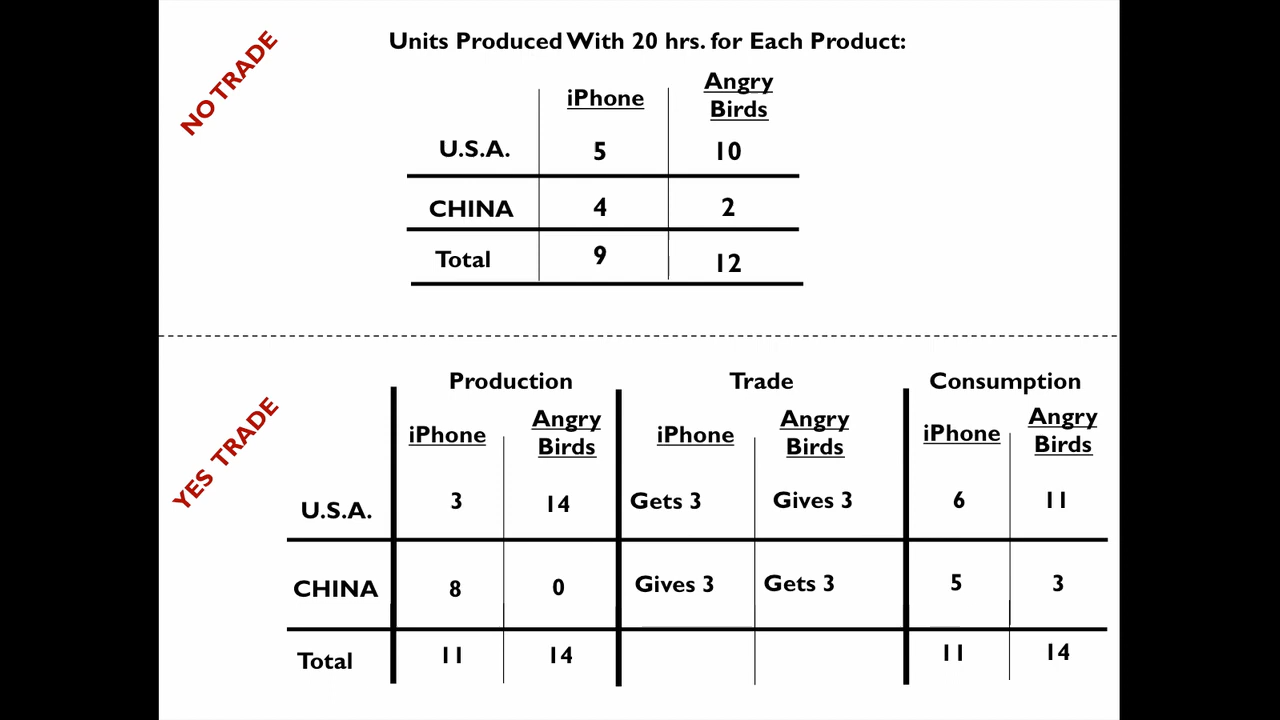 NO TRADE
Units Produced With 20 hrs. for Each Product:
iPhone Angry Birds
U.S.A. 5 10
CHINA 4 2
Total 9 12
YES TRADE
Production Trade Consumption
iPhone Angry Birds iPhone Angry Birds iPhone Angry Birds
U.S.A. 3 14 Gets 3 Gives 3 6 11
CHINA 8 0 Gives 3 Gets 3 5 3
Total 11 14 11 14